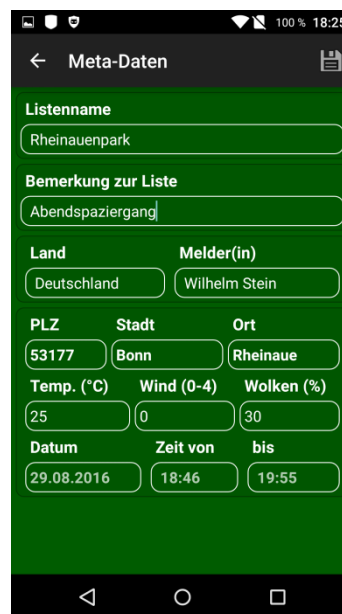 100 % 18:25
Meta-Daten
Listenname
Rheinauenpark
Bemerkung zur Liste
Abendspaziergang
Land Melder(in)
Deutschland Wilhelm Stein
PLZ Stadt Ort
53177 Bonn Rheinaue
Temp. (°C) Wind (0-4) Wolken (%)
25 0 30
Datum Zeit von bis
29.08.2016 18:46 19:55